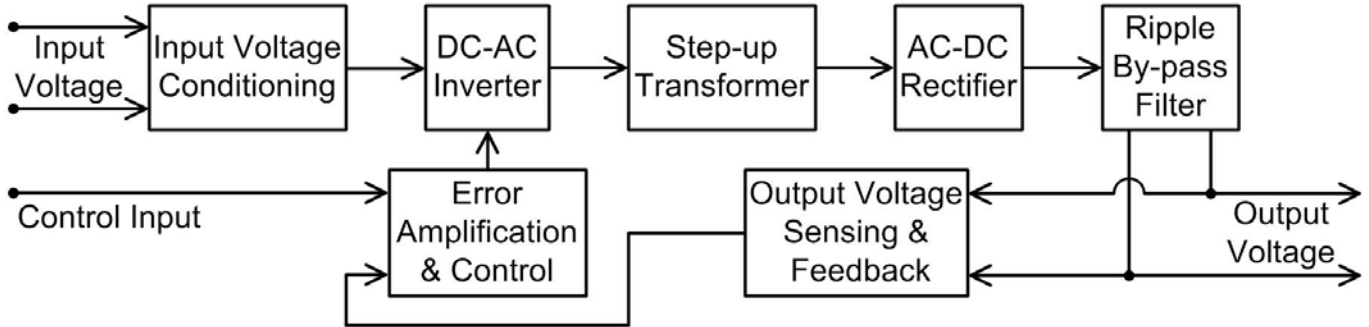 Input
Voltage
Input Voltage
Conditioning
DC-AC
Inverter
Step-up
Transformer
AC-DC
Rectifier
Ripple
By-pass
Filter
Control Input
Error
Amplification
& Control
Output Voltage
Sensing &
Feedback
Output
Voltage